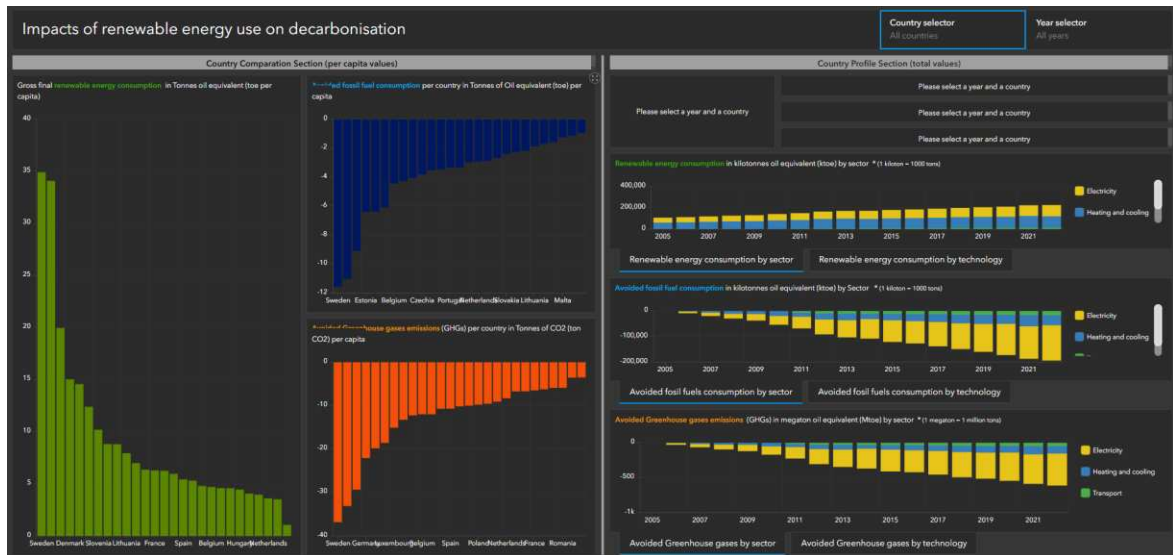 Impacts of renewable energy use on decarbonisation
Country selector
All countries
Year selector
All years
Country Comparation Section (per capita values)
Gross final renewable energy consumption in Tonnes oil equivalent (toe per
capita)
40
35
30
25
20
15
10
5
0
Sweden Denmark Slovenia Lithuania France Spain Belgium Hungary Netherlands
Avoided fossil fuel consumption per country in Tonnes of Oil equivalent (toe) per
capita
0
-2
-4
-6
-8
-10
-12
Sweden Estonia Belgium Czechia Portugal Netherlands Slovakia Lithuania Malta
Avoided Greenhouse gases emissions (GHGs) per country in Tonnes of CO2 (ton
CO2) per capita
0
-10
-20
-30
-40
Sweden Germany Luxembourg Belgium Spain Poland Netherlands France Romania
Country Profile Section (total values)
Please select a year and a country
Please select a year and a country
Please select a year and a country
Please select a year and a country
Renewable energy consumption in kilotonnes oil equivalent (ktoe) by sector *(1 kiloton = 1000 tons)
400,000
200,000
0
2005 2007 2009 2011 2013 2015 2017 2019 2021
Electricity
Heating and cooling
Renewable energy consumption by sector
Renewable energy consumption by technology
Avoided fossil fuel consumption in kilotonnes oil equivalent (ktoe) by Sector *(1 kiloton = 1000 tons)
0
-100,000
-200,000
2005 2007 2009 2011 2013 2015 2017 2019 2021
Electricity
Heating and cooling
Avoided fosil fuels consumption by sector
Avoided fosil fuels consumption by technology
Avoided Greenhouse gases emissions (GHGs) in megaton oil equivalent (Mtoe) by sector *(1 megaton = 1 million tons)
0
-500
-1k
2005 2007 2009 2011 2013 2015 2017 2019 2021
Electricity
Heating and cooling
Transport
Avoided Greenhouse gases by sector
Avoided Greenhouse gases by technology